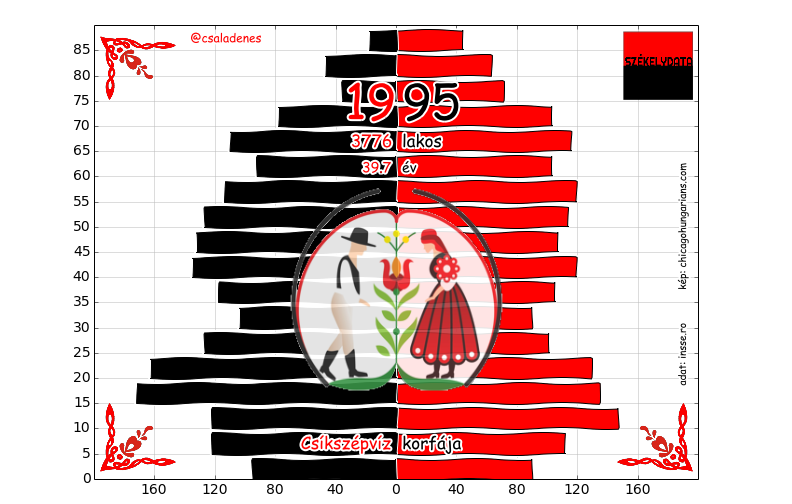 @csaladenes
SZÉKELYDATA
1995
3776 lakos
39.7 év
kép: chicagohungarians.com
adat: insse.ro
Csíkszépvíz korfája
85
80
75
70
65
60
55
50
45
40
35
30
25
20
15
10
5
0
160 120 80 40 0 40 80 120 160